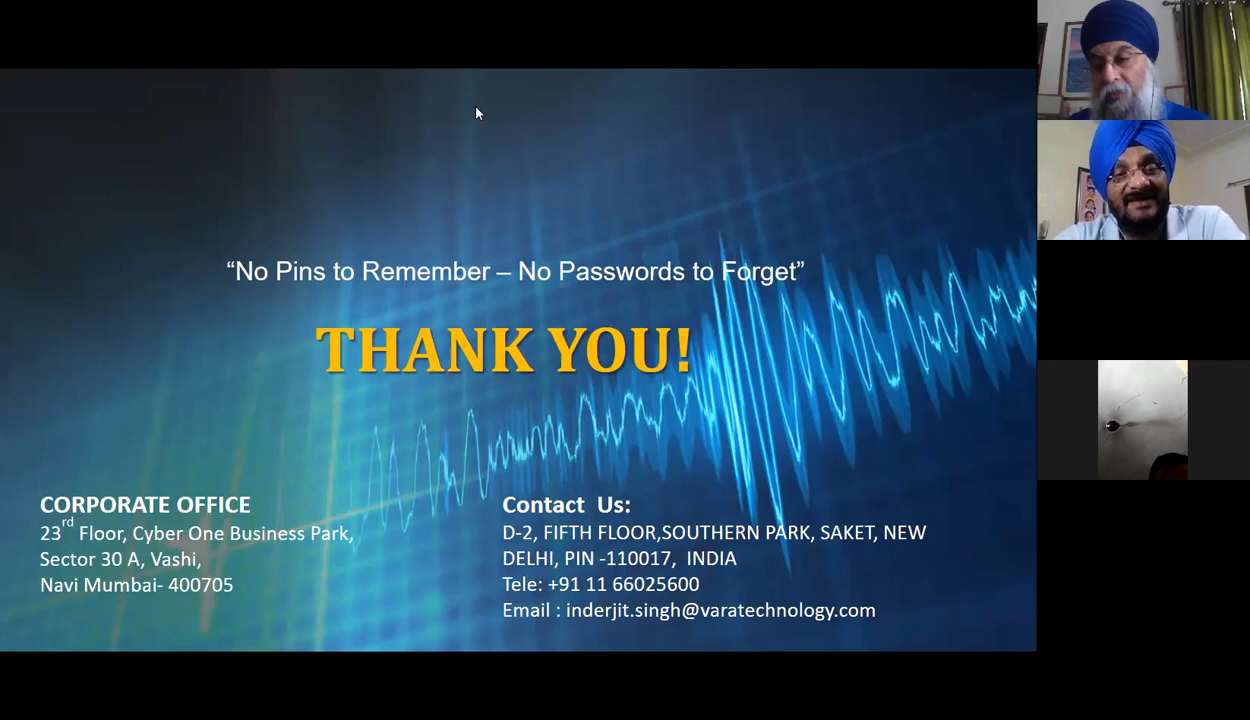 “No Pins to Remember – No Passwords to Forget”
THANK YOU!
CORPORATE OFFICE
23rd Floor, Cyber One Business Park,
Sector 30 A, Vashi,
Navi Mumbai- 400705
Contact Us:
D-2, FIFTH FLOOR,SOUTHERN PARK, SAKET, NEW
DELHI, PIN -110017, INDIA
Tele: +91 11 66025600
Email : inderjit.singh@varatechnology.com